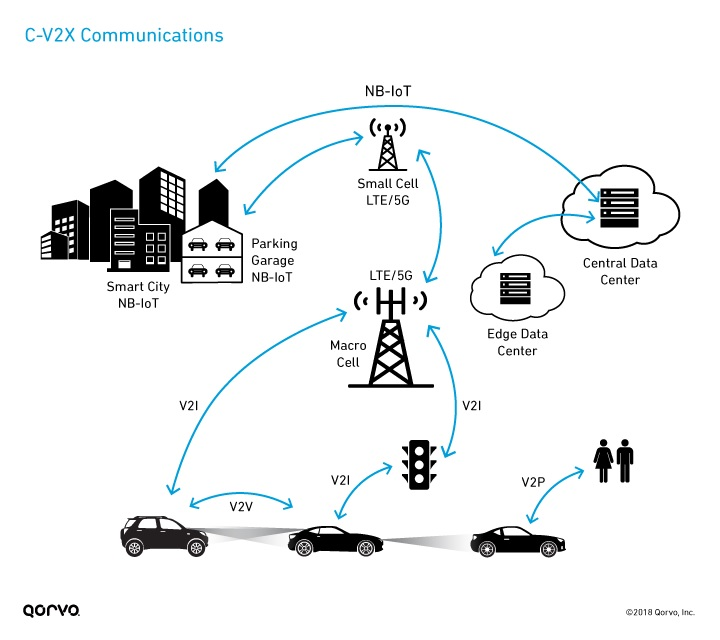 C-V2X Communications
NB-IoT
Small Cell
LTE/5G
Parking
Garage
NB-IoT
Smart City
NB-IoT
LTE/5G
Macro
Cell
Central Data
Center
Edge Data
Center
V2I
V2I
V2I
V2P
V2V
QOrVO
©2018 Qorvo, Inc.